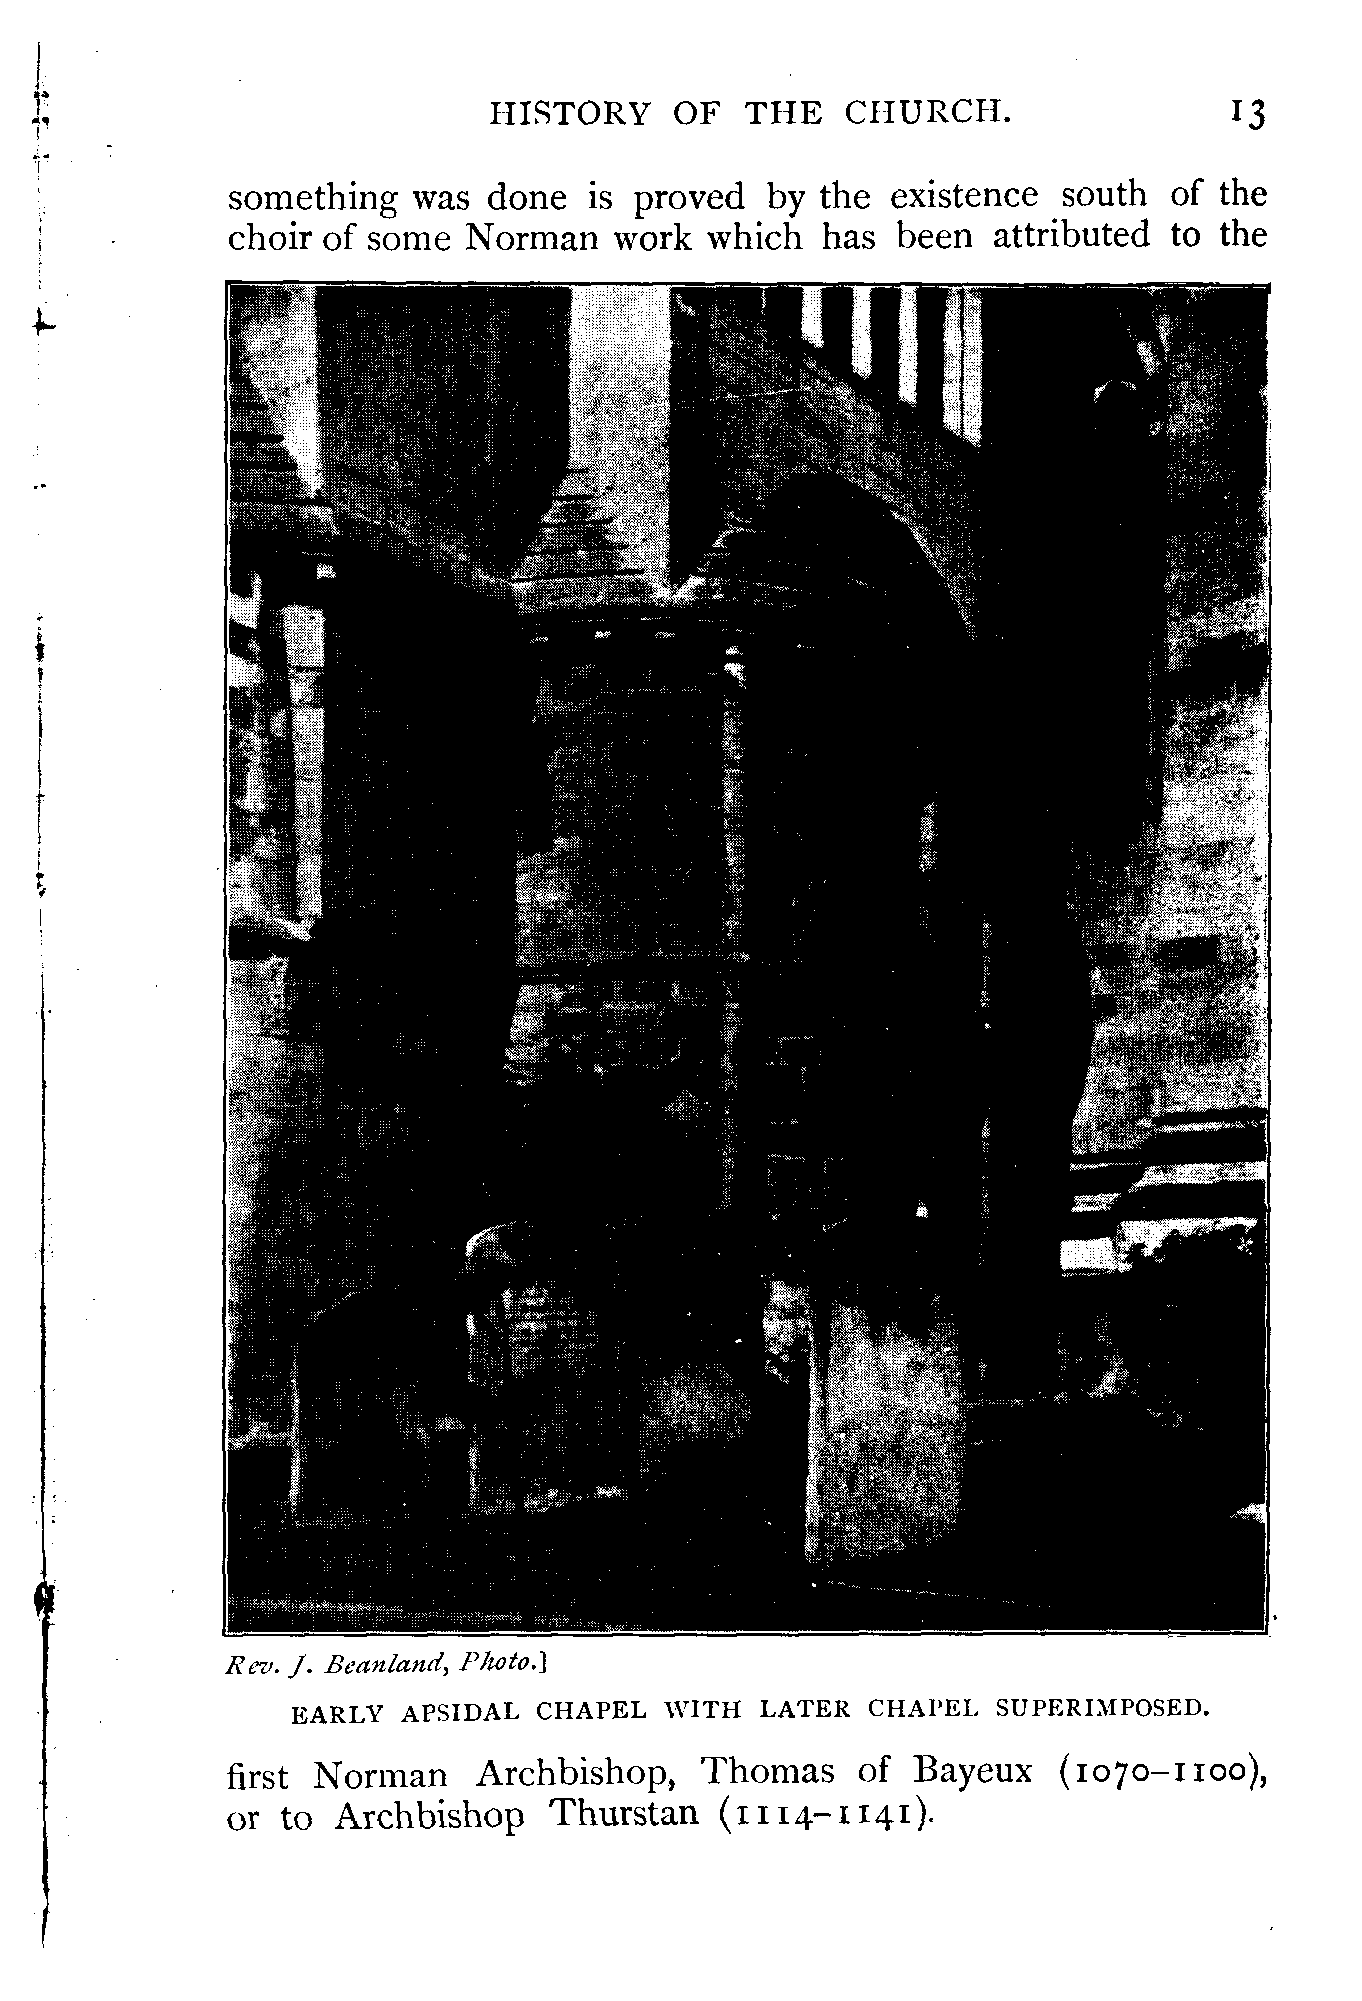 HISTORY OF THE CHURCH. 13
something was done is proved by the existence south of the
choir of some Norman work which has been attributed to the
Rev. J. Beanland, Photo.]
EARLY APSIDAL CHAPEL WITH LATER CHAPEL SUPERIMPOSED.
first Norman Archbishop, Thomas of Bayeux (1070–1100),
or to Archbishop Thurstan (1114–1141).